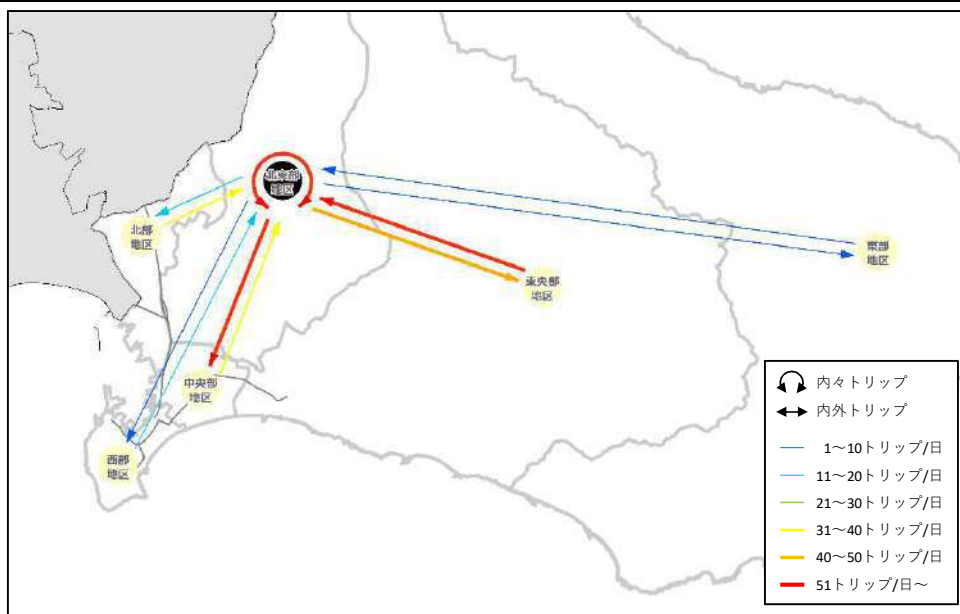 北東部
地区
北部
地区
東部
地区
東央部
地区
中央部
地区
西部
地区
内々トリップ
内外トリップ
1～10トリップ/日
11～20トリップ/日
21～30トリップ/日
31～40トリップ/日
40～50トリップ/日
51トリップ/日～